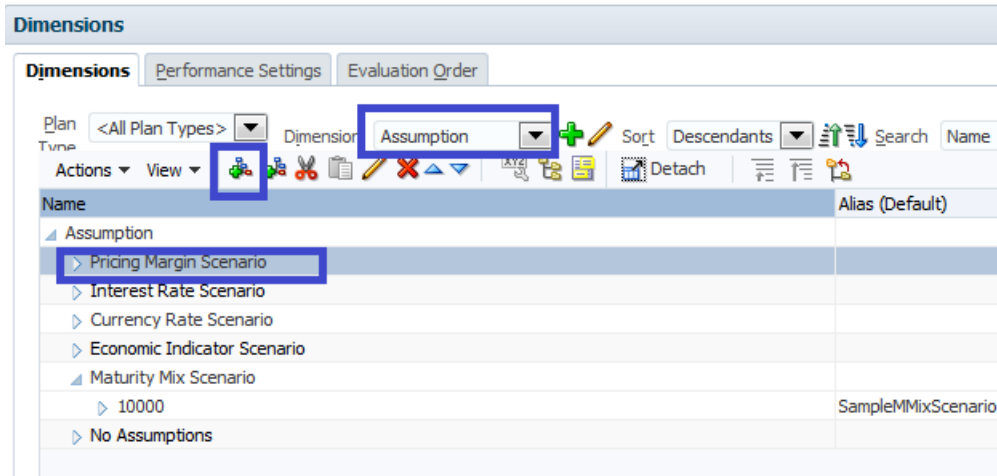 Dimensions
Dimensions Performance Settings Evaluation Order
Plan Type <All Plan Types> Dimension Assumption Sort Descendants Search Name
Actions View Detach
Name Alias (Default)
Assumption
Pricing Margin Scenario
Interest Rate Scenario
Currency Rate Scenario
Economic Indicator Scenario
Maturity Mix Scenario
10000 SampleMMixScenario
No Assumptions